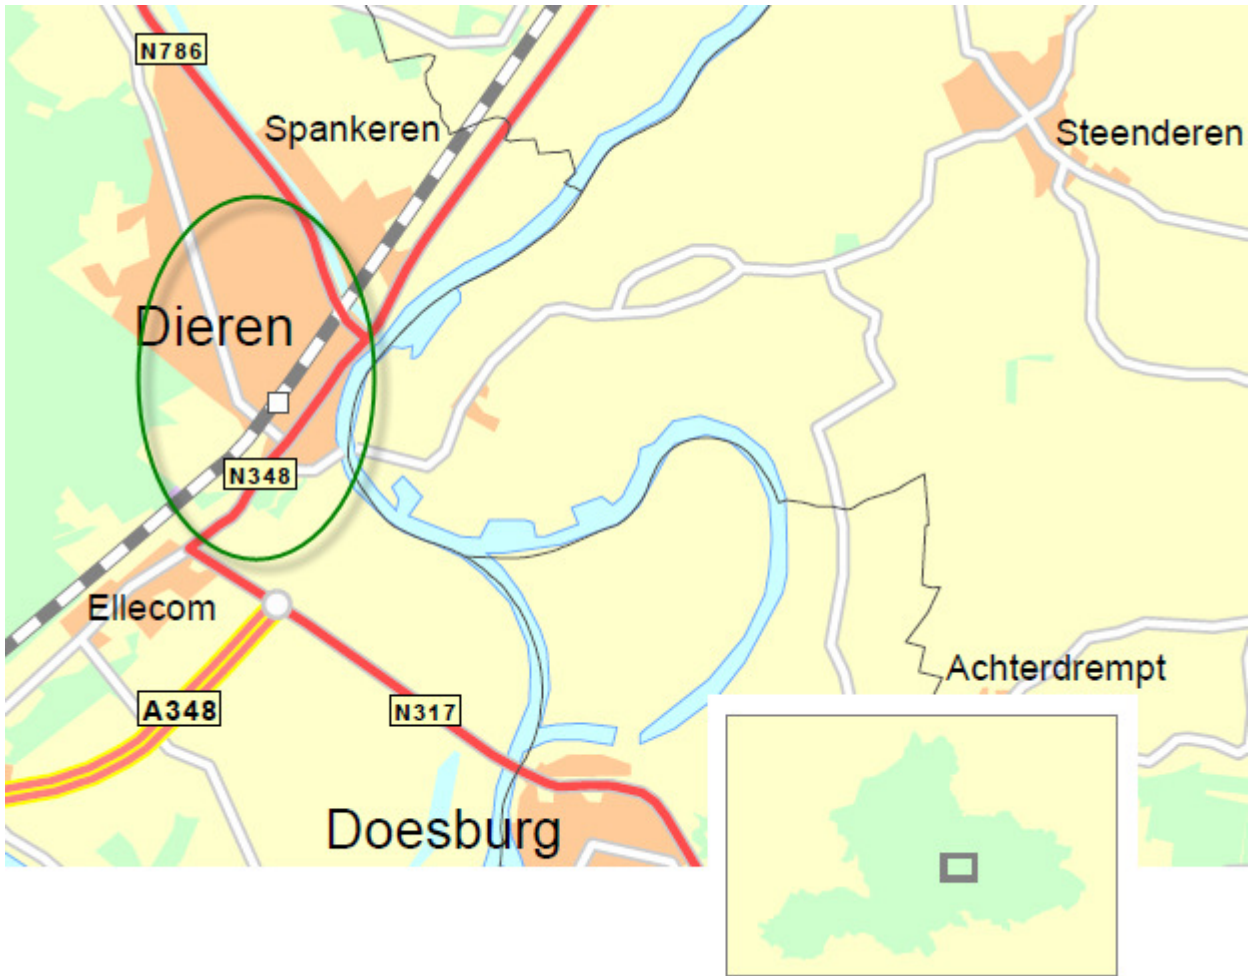 N786
Spankeren
Steenderen
Dieren
N348
Ellecom
Achterdrempt
A348
N317
Doesburg